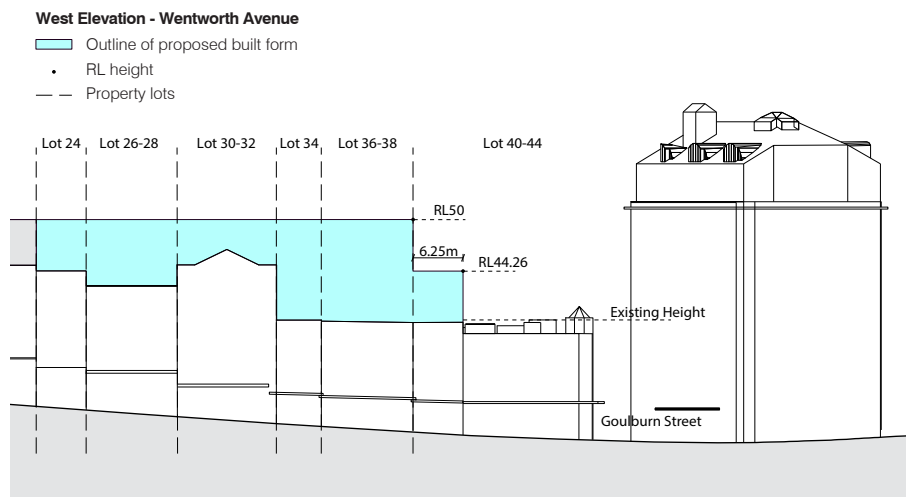 West Elevation - Wentworth Avenue
Outline of proposed built form
RL height
Property lots
Lot 24 Lot 26-28 Lot 30-32 Lot 34 Lot 36-38 Lot 40-44
RL50
6.25m
RL44.26
Existing Height
Goulburn Street